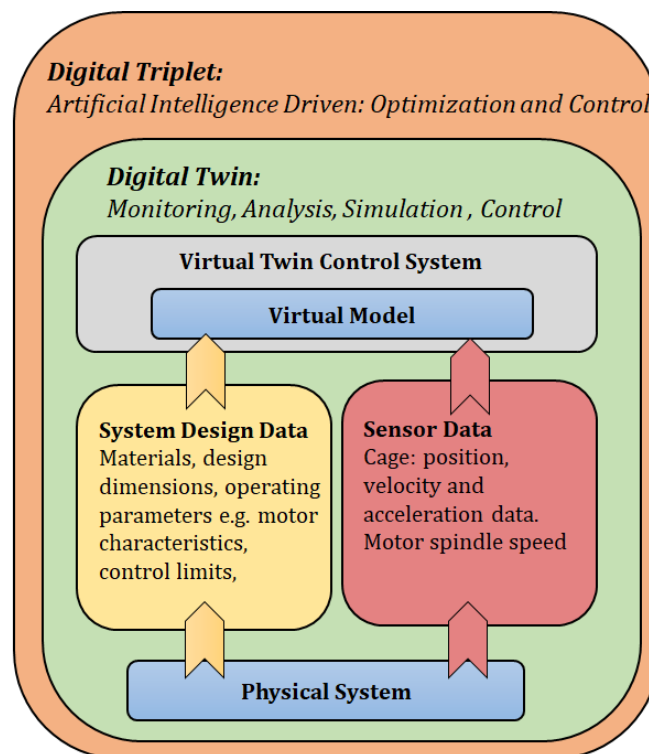 Digital Triplet:
Artificial Intelligence Driven: Optimization and Control
Digital Twin:
Monitoring, Analysis, Simulation , Control
Virtual Twin Control System
Virtual Model
System Design Data
Materials, design
dimensions, operating
parameters e.g. motor
characteristics,
control limits,
Sensor Data
Cage: position,
velocity and
acceleration data.
Motor spindle speed
Physical System